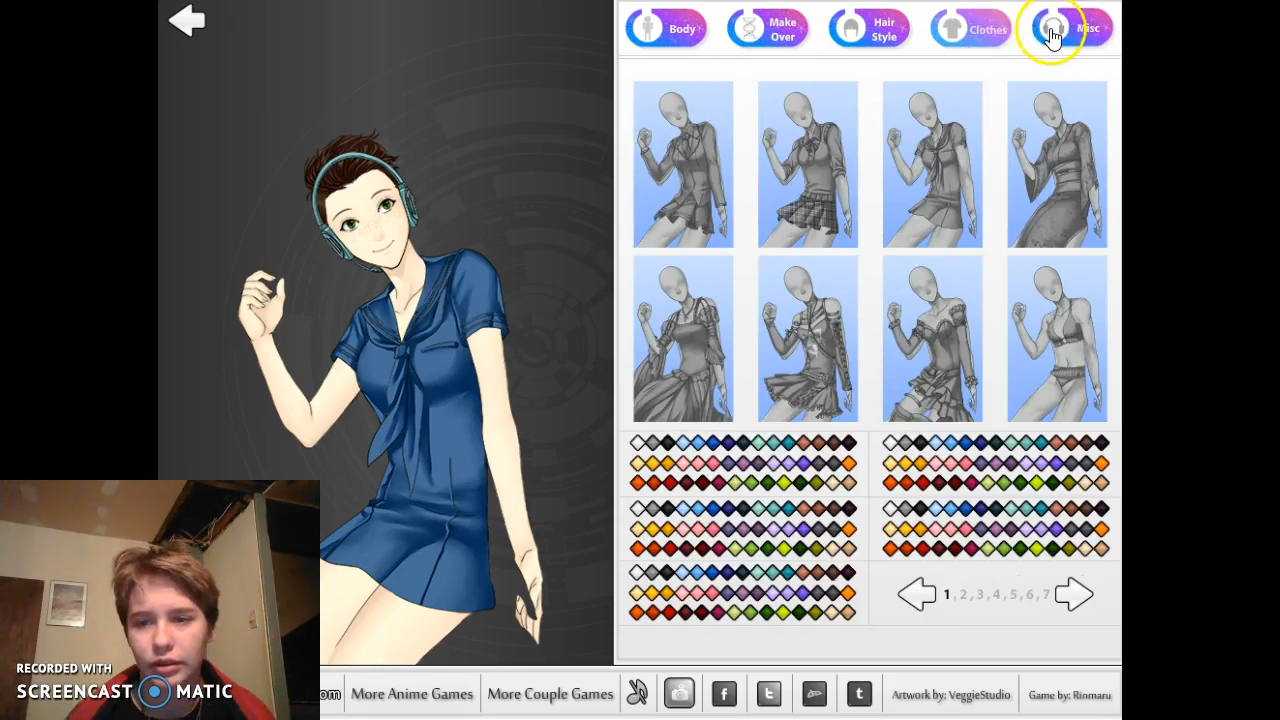 Body
Make
Over
Hair
Style
Clothes
Misc
1,2,3,4,5,6,7
RECORDED WITH
SCREENCAST MATIC
om
More Anime Games
More Couple Games
f
t
t
Artwork by: VeggieStudio
Game by: Rinmaru